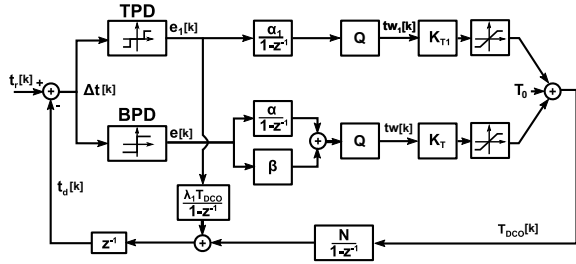 TPD
e₁[k]
α₁
1-z⁻¹
Q
tw₁[k]
K_T1
t_r[k]
+
+
-
Δt[k]
T₀
+
BPD
e[k]
α
1-z⁻¹
β
+
Q
tw[k]
K_T
t_d[k]
λ₁T_DCO
1-z⁻¹
T_DCO[k]
z⁻¹
+
N
1-z⁻¹